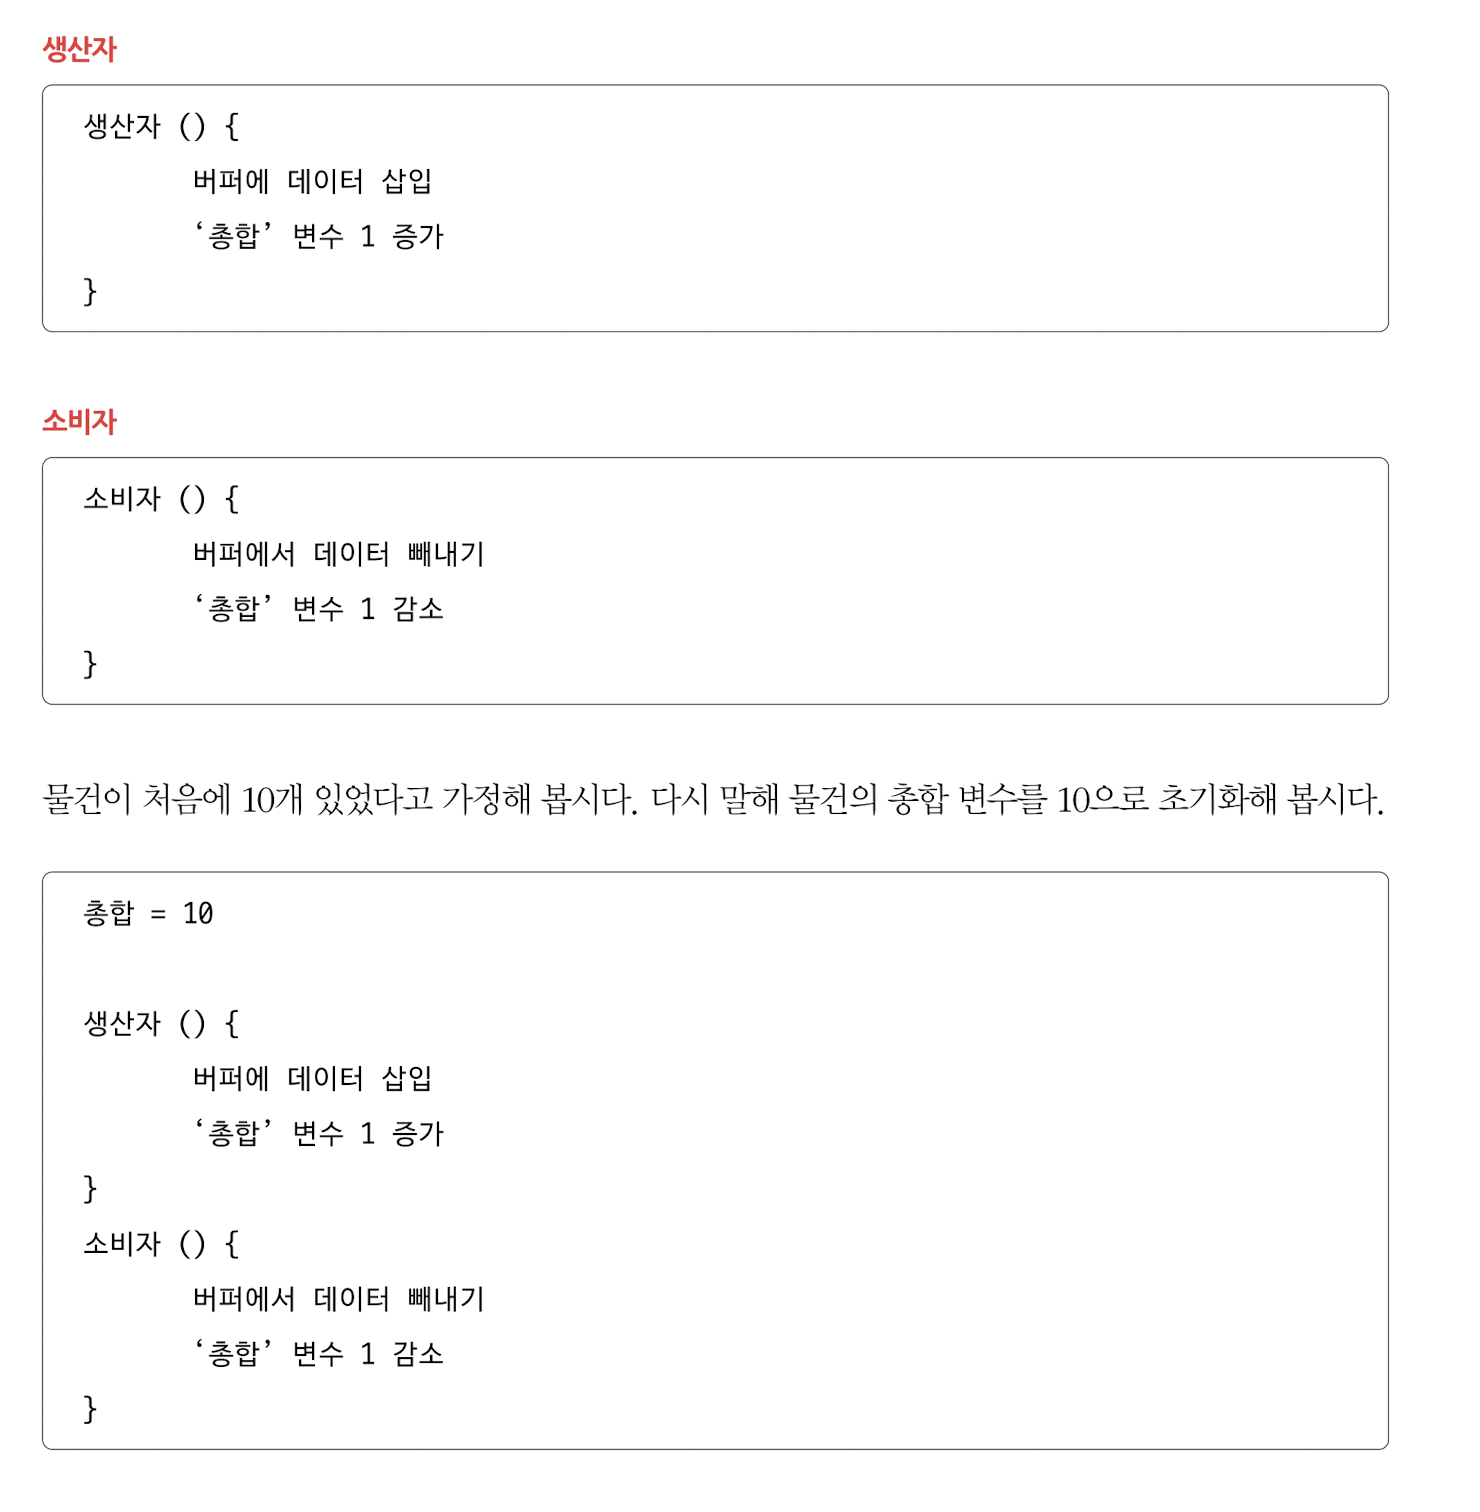 생산자
생산자 () {
버퍼에 데이터 삽입
‘총합’ 변수 1 증가
}
소비자
소비자 () {
버퍼에서 데이터 빼내기
‘총합’ 변수 1 감소
}
물건이 처음에 10개 있었다고 가정해 봅시다. 다시 말해 물건의 총합 변수를 10으로 초기화해 봅시다.
총합 = 10
생산자 () {
버퍼에 데이터 삽입
‘총합’ 변수 1 증가
}
소비자 () {
버퍼에서 데이터 빼내기
‘총합’ 변수 1 감소
}